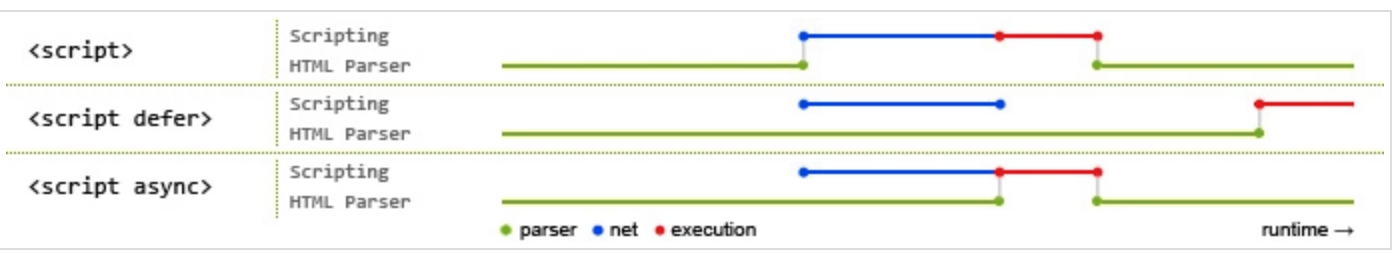 <script>
Scripting
HTML Parser
<script defer>
Scripting
HTML Parser
<script async>
Scripting
HTML Parser
parser net execution runtime →